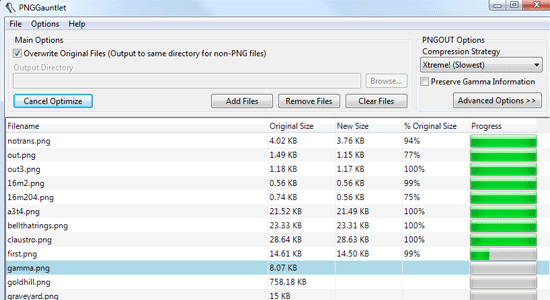 PNGGauntlet
File Options Help
Main Options
Overwrite Original Files (Output to same directory for non-PNG files)
Output Directory
Browse...
Cancel Optimize Add Files Remove Files Clear Files
PNGOUT Options
Compression Strategy
Xtreme! (Slowest)
Preserve Gamma Information
Advanced Options >>
Filename Original Size New Size % Original Size Progress
notrans.png 4.02 KB 3.76 KB 94%
out.png 1.49 KB 1.15 KB 77%
out3.png 1.18 KB 1.17 KB 100%
16m2.png 0.56 KB 0.56 KB 99%
16m204.png 0.74 KB 0.56 KB 75%
a3t4.png 21.52 KB 21.49 KB 100%
bellthatrings.png 23.33 KB 23.31 KB 100%
claustro.png 28.64 KB 28.63 KB 100%
first.png 14.61 KB 14.50 KB 99%
gamma.png 8.07 KB
goldhill.png 758.18 KB
graveyard.png 15 KB